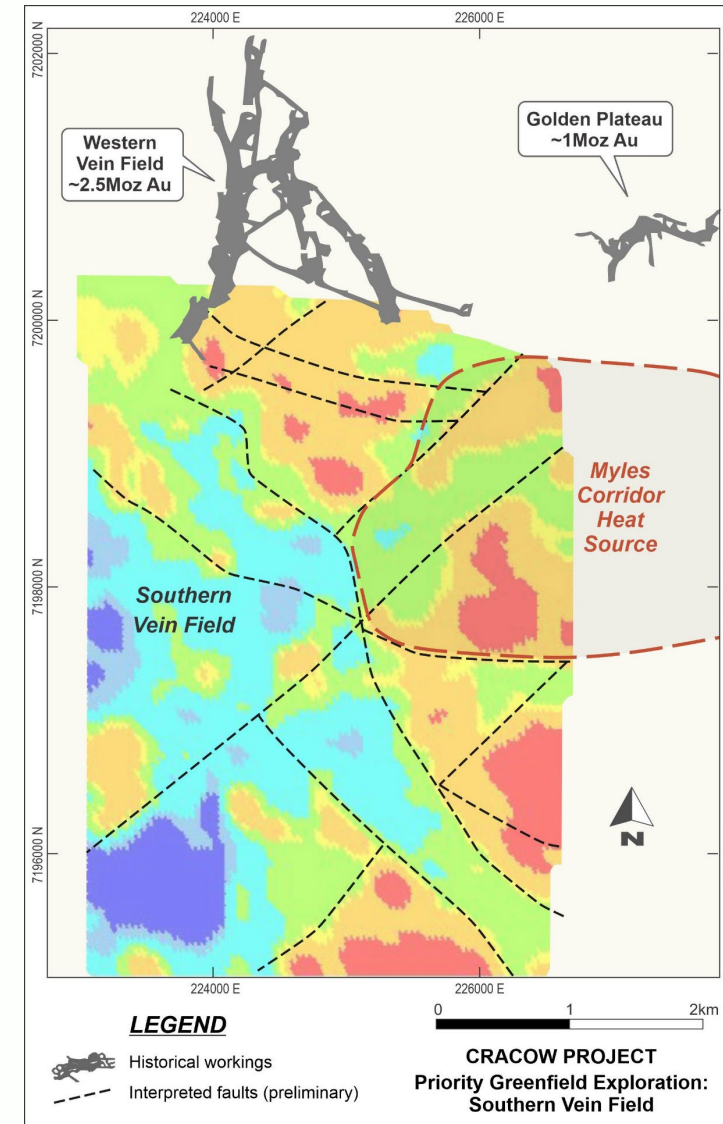 224000 E
226000 E
7202000 N
7200000 N
7198000 N
7196000 N
Western
Vein Field
~2.5Moz Au
Golden Plateau
~1Moz Au
Myles
Corridor
Heat
Source
Southern
Vein Field
N
224000 E
226000 E
LEGEND
Historical workings
Interpreted faults (preliminary)
0
1
2km
CRACOW PROJECT
Priority Greenfield Exploration:
Southern Vein Field